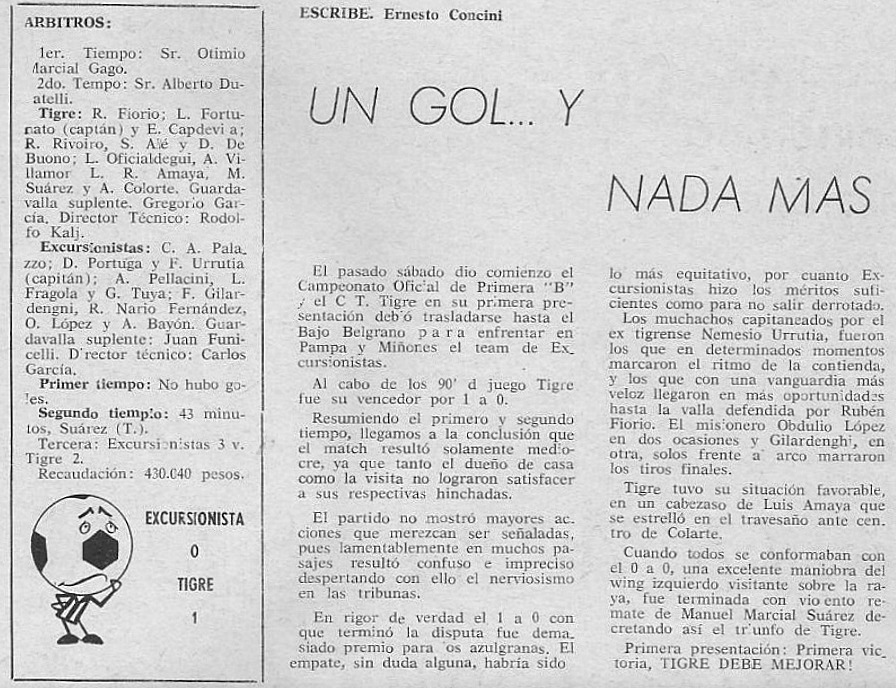 ARBITROS:
1er. Tiempo: Sr. Otimio
Marcial Gago.
2do. Tempo: Sr. Alberto Du-
atelli.
Tigre: R. Fiorio; L. Fortu-
nato (captán) y E. Capdevi a;
R. Rivoiro, S. Alé y D. De
Buono; L. Oficialdegui, A. Vi-
llamor L. R. Amaya, M.
Suárez y A. Colorte. Guarda-
valla suplente. Gregorio Gar-
cía. Director Técnico: Rodol-
fo Kalj.
Excursionistas: C. A. Pala_
zzo; D. Portuga y F. Urrutia
(capitán); A. Pellacini, L.
Fragola y G. Tuya; F. Gilar-
dengni, R. Nario Fernández,
O. López y A. Bayón. Guar-
davalla suplente: Juan Funi-
celli. Director técnico: Carlos
García.
Primer tiempo: No hubo go-
les.
Segundo tiempo: 43 minu-
tos, Suárez (T.).
Tercera: Excursionistas 3 v.
Tigre 2.
Recaudación: 430.040 pesos.
EXCURSIONISTA
0
TIGRE
1
ESCRIBE. Ernesto Concini
UN GOL... Y
NADA MAS
El pasado sábado dio comienzo el
Campeonato Oficial de Primera "B"
y el C T. Tigre en su primera pre-
sentación debió trasladarse hasta el
Bajo Belgrano para enfrentar en
Pampa y Miñones el team de Ex_
cursionistas.
Al cabo de los 90' d juego Tigre
fue su vencedor por 1 a 0.
Resumiendo el primero y segundo
tiempo, llegamos a la conclusión que
el match resultó solamente medio-
cre, ya que tanto el dueño de casa
como la visita no lograron satisfacer
a sus respectivas hinchadas.
El partido no mostró mayores ac_
ciones que merezcan ser señaladas,
pues lamentablemente en muchos pa-
sajes resultó confuso e impreciso
despertando con ello el nerviosismo
en las tribunas.
En rigor de verdad el 1 a 0 con
que terminó la disputa fue dema_
siado premio para los azulgranas. El
empate, sin duda alguna, habría sido
lo más equitativo, por cuanto Ex-
cursionistas hizo los méritos sufi-
cientes como para no salir derrotado.
Los muchachos capitaneados por el
ex tigrense Nemesio Urrutia, fueron
los que en determinados momentos
marcaron el ritmo de la contienda,
y los que con una vanguardia más
veloz llegaron en más oportunidades
hasta la valla defendida por Rubén
Fiorio. El misionero Obdulio López
en dos ocasiones y Gilardenghi, en
otra, solos frente a' arco marraron
los tiros finales.
Tigre tuvo su situación favorable,
en un cabezaso de Luis Amaya que
se estrelló en el travesaño ante cen_
tro de Colarte.
Cuando todos se conformaban con
el 0 a 0, una excelente maniobra del
wing izquierdo visitante sobre la ra-
ya, fue terminada con vio ento re-
mate de Manuel Marcial Suárez de-
cretando así el triunfo de Tigre.
Primera presentación: Primera vic_
toria, TIGRE DEBE MEJORAR!